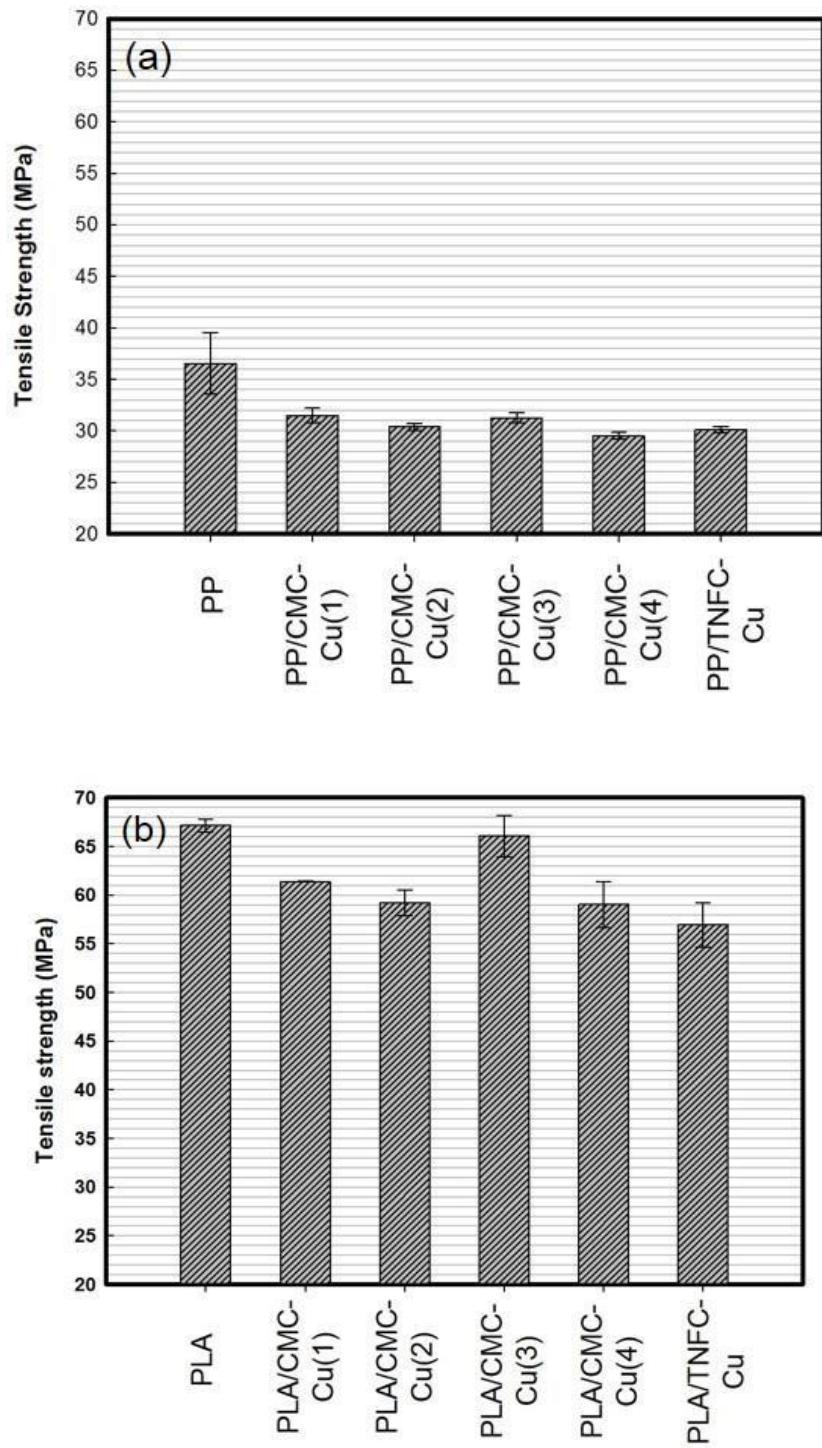 (a)
Tensile Strength (MPa)
70
65
60
55
50
45
40
35
30
25
20
PP
PP/CMC-
Cu(1)
PP/CMC-
Cu(2)
PP/CMC-
Cu(3)
PP/CMC-
Cu(4)
PP/TNFC-
Cu
(b)
Tensile strength (MPa)
70
65
60
55
50
45
40
35
30
25
20
PLA
PLA/CMC-
Cu(1)
PLA/CMC-
Cu(2)
PLA/CMC-
Cu(3)
PLA/CMC-
Cu(4)
PLA/TNFC-
Cu